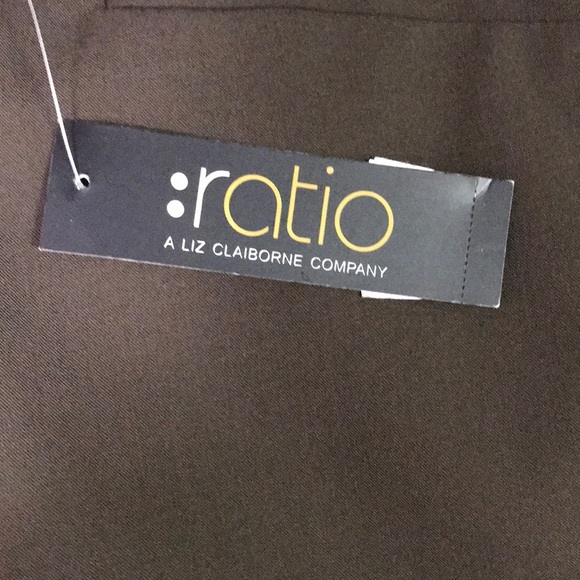 :ratio
A LIZ CLAIBORNE COMPANY